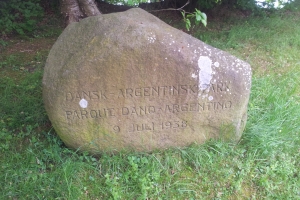 DANSK-ARGENTINSK PARK
PARQUE DANO-ARGENTINO
9 JULI 1938